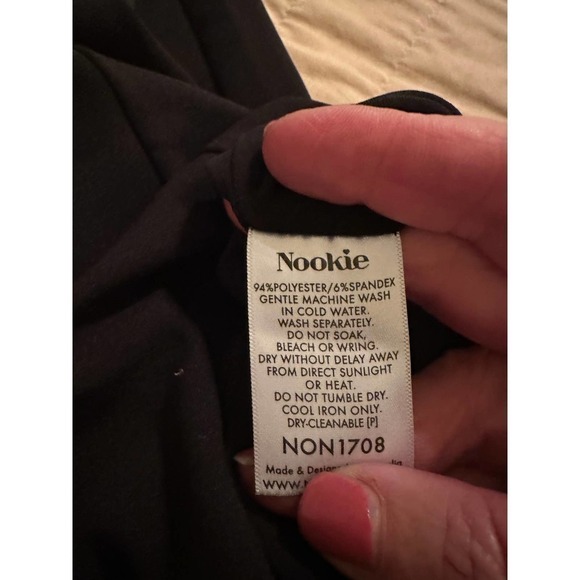 Nookie
94%POLYESTER/6%SPANDEX
GENTLE MACHINE WASH
IN COLD WATER.
WASH SEPARATELY.
DO NOT SOAK,
BLEACH OR WRING.
DRY WITHOUT DELAY AWAY
FROM DIRECT SUNLIGHT
OR HEAT.
DO NOT TUMBLE DRY.
COOL IRON ONLY.
DRY-CLEANABLE [P]
NON1708
Made &
WWW.